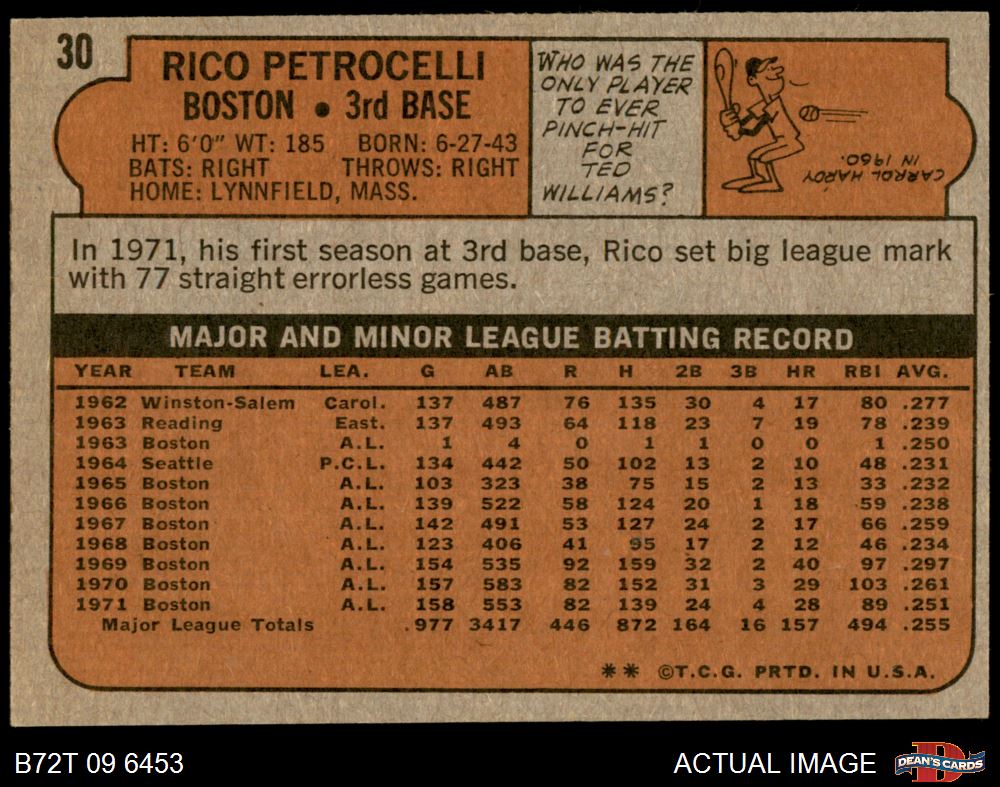 30
RICO PETROCELLI
BOSTON • 3rd BASE
HT: 6'0" WT: 185 BORN: 6-27-43
BATS: RIGHT THROWS: RIGHT
HOME: LYNNFIELD, MASS.
WHO WAS THE
ONLY PLAYER
TO EVER
PINCH-HIT
FOR
TED
WILLIAMS?
CARROL HARDY
IN 1960.
In 1971, his first season at 3rd base, Rico set big league mark
with 77 straight errorless games.
MAJOR AND MINOR LEAGUE BATTING RECORD
YEAR TEAM LEA. G AB R H 2B 3B HR RBI AVG.
1962 Winston-Salem Carol. 137 487 76 135 30 4 17 80 .277
1963 Reading East. 137 493 64 118 23 7 19 78 .239
1963 Boston A.L. 1 4 0 1 1 0 0 1 .250
1964 Seattle P.C.L. 134 442 50 102 13 2 10 48 .231
1965 Boston A.L. 103 323 38 75 15 2 13 33 .232
1966 Boston A.L. 139 522 58 124 20 1 18 59 .238
1967 Boston A.L. 142 491 53 127 24 2 17 66 .259
1968 Boston A.L. 123 406 41 95 17 2 12 46 .234
1969 Boston A.L. 154 535 92 159 32 2 40 97 .297
1970 Boston A.L. 157 583 82 152 31 3 29 103 .261
1971 Boston A.L. 158 553 82 139 24 4 28 89 .251
Major League Totals 977 3417 446 872 164 16 157 494 .255
** ©T.C.G. PRTD. IN U.S.A.
B72T 09 6453
ACTUAL IMAGE
DEAN'S CARDS